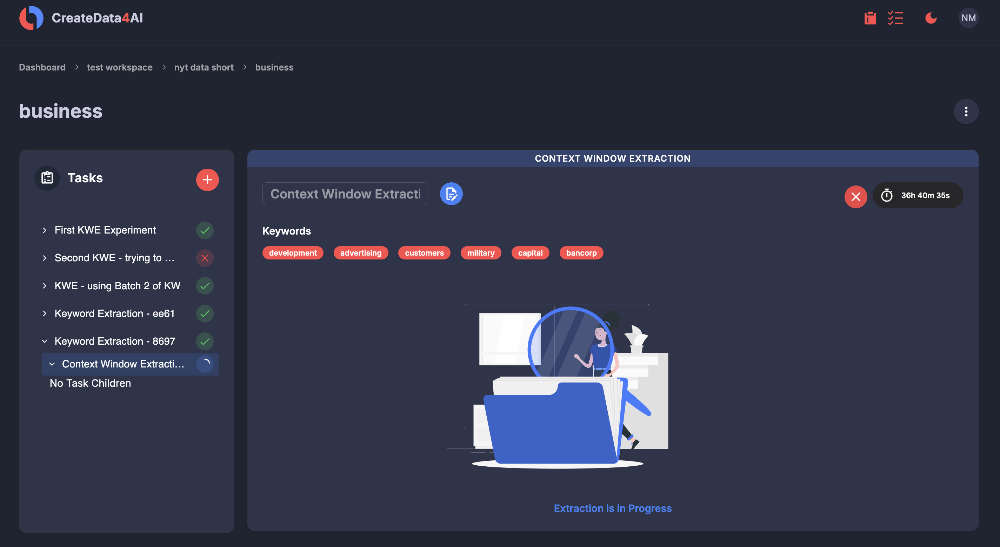 CreateData4AI
NM
Dashboard > test workspace > nyt data short > business
business
Tasks
First KWE Experiment
Second KWE - trying to ...
KWE - using Batch 2 of KW
Keyword Extraction - ee61
Keyword Extraction - 8697
Context Window Extracti...
No Task Children
CONTEXT WINDOW EXTRACTION
Context Window Extracti
36h 40m 35s
Keywords
development advertising customers military capital bancorp
Extraction is in Progress